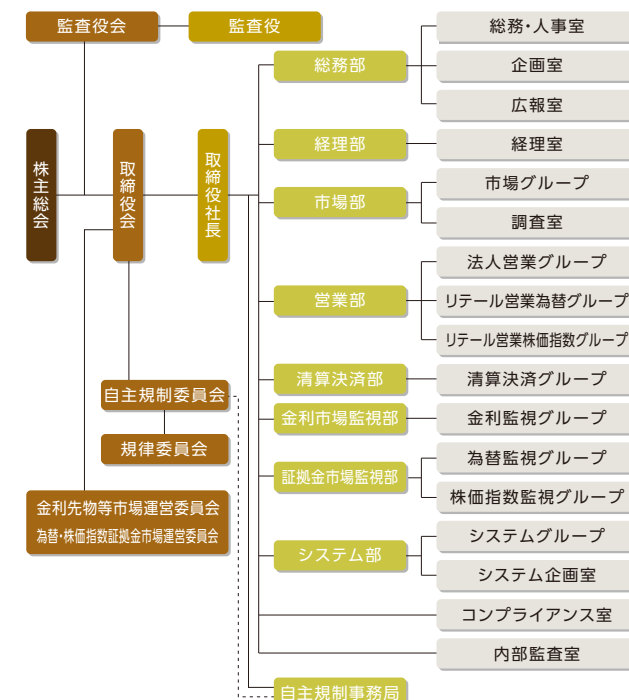 監査役会
監査役
株主総会
取締役会
取締役社長
自主規制委員会
規律委員会
金利先物等市場運営委員会
為替・株価指数証拠金市場運営委員会
総務部
総務・人事室
企画室
広報室
経理部
経理室
市場部
市場グループ
調査室
営業部
法人営業グループ
リテール営業為替グループ
リテール営業株価指数グループ
清算決済部
清算決済グループ
金利市場監視部
金利監視グループ
証拠金市場監視部
為替監視グループ
株価指数監視グループ
システム部
システムグループ
システム企画室
コンプライアンス室
内部監査室
自主規制事務局